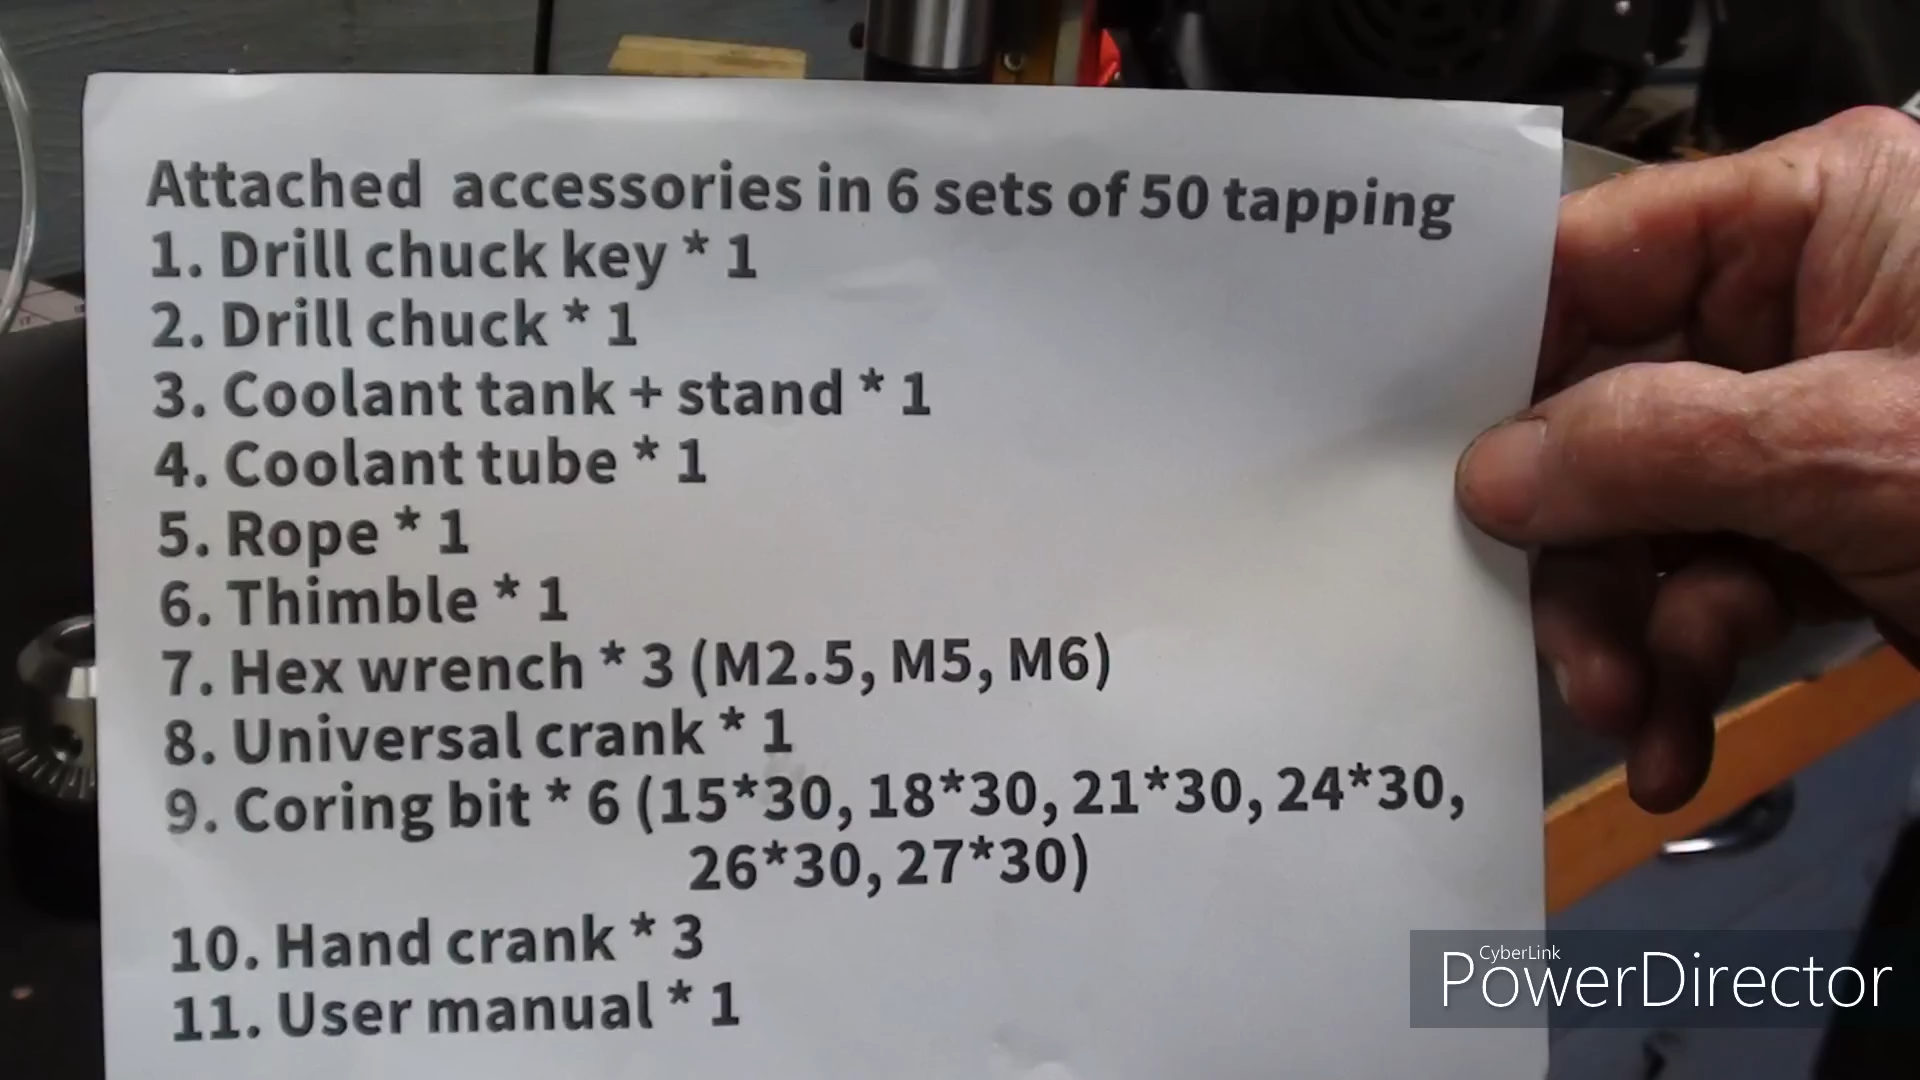 Attached accessories in 6 sets of 50 tapping
1. Drill chuck key * 1
2. Drill chuck * 1
3. Coolant tank + stand * 1
4. Coolant tube * 1
5. Rope * 1
6. Thimble * 1
7. Hex wrench * 3 (M2.5, M5, M6)
8. Universal crank * 1
9. Coring bit * 6 (15*30, 18*30, 21*30, 24*30,
26*30, 27*30)
10. Hand crank * 3
11. User manual * 1
CyberLink
PowerDirector